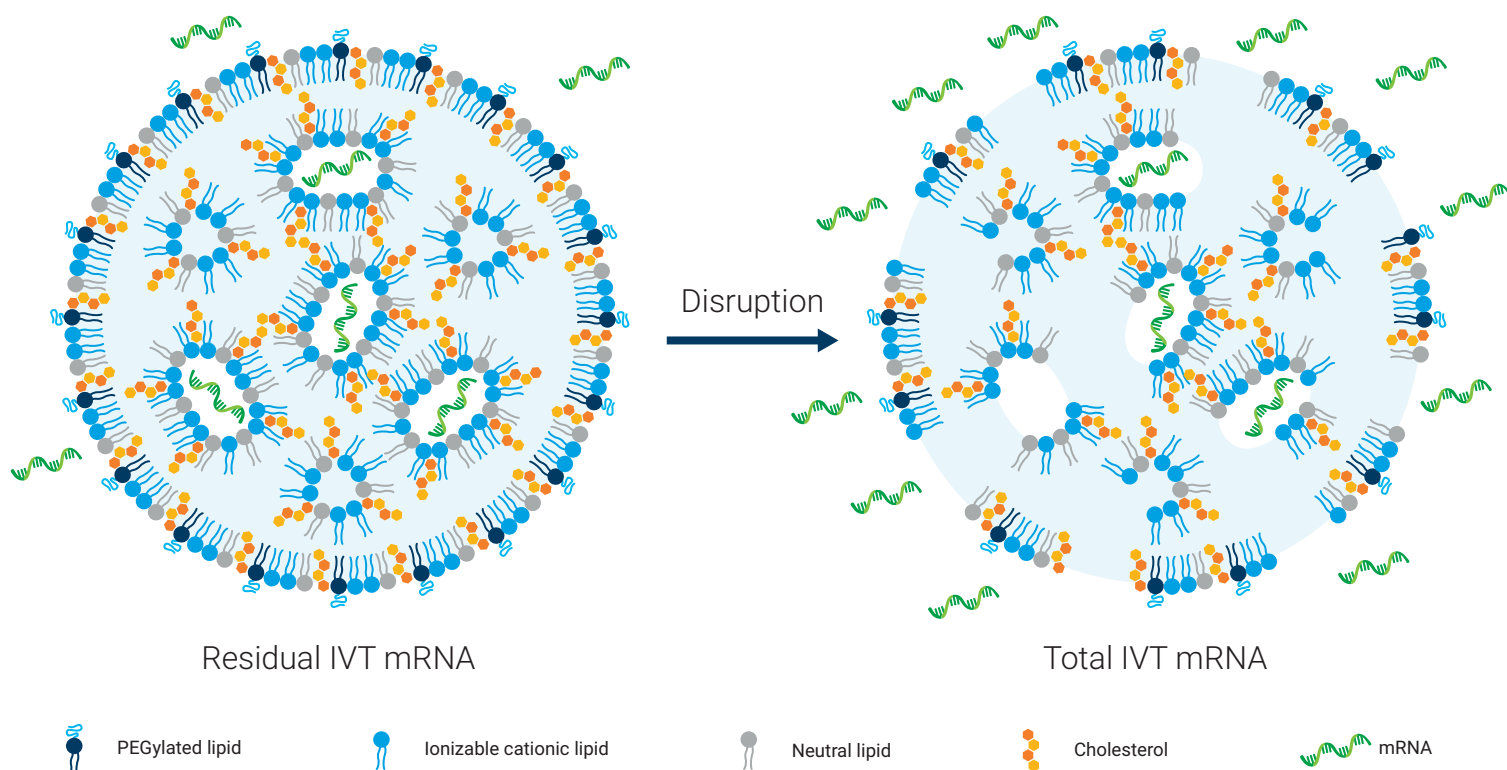 Disruption
Residual IVT mRNA
Total IVT mRNA
PEGylated lipid
Ionizable cationic lipid
Neutral lipid
Cholesterol
mRNA